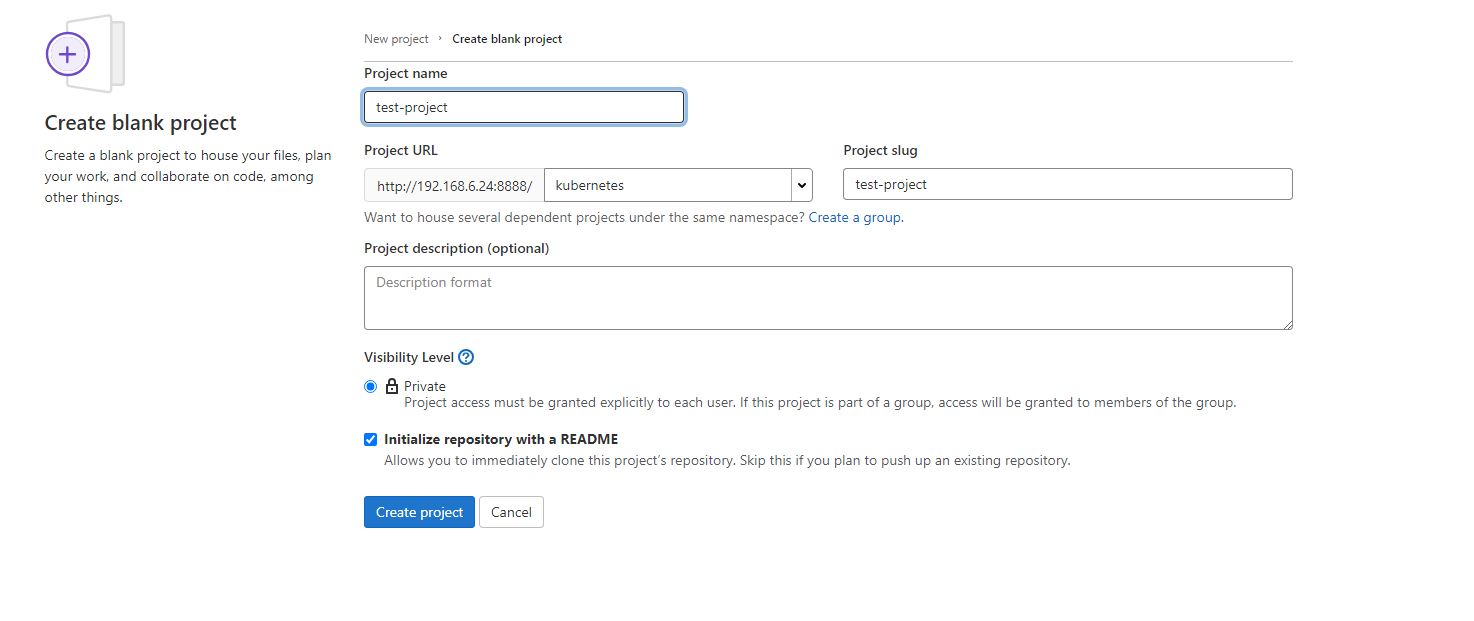 Create blank project
Create a blank project to house your files, plan
your work, and collaborate on code, among
other things.
New project › Create blank project
Project name
test-project
Project URL
http://192.168.6.24:8888/ kubernetes
Project slug
test-project
Want to house several dependent projects under the same namespace? Create a group.
Project description (optional)
Description format
Visibility Level
Private
Project access must be granted explicitly to each user. If this project is part of a group, access will be granted to members of the group.
Initialize repository with a README
Allows you to immediately clone this project's repository. Skip this if you plan to push up an existing repository.
Create project Cancel